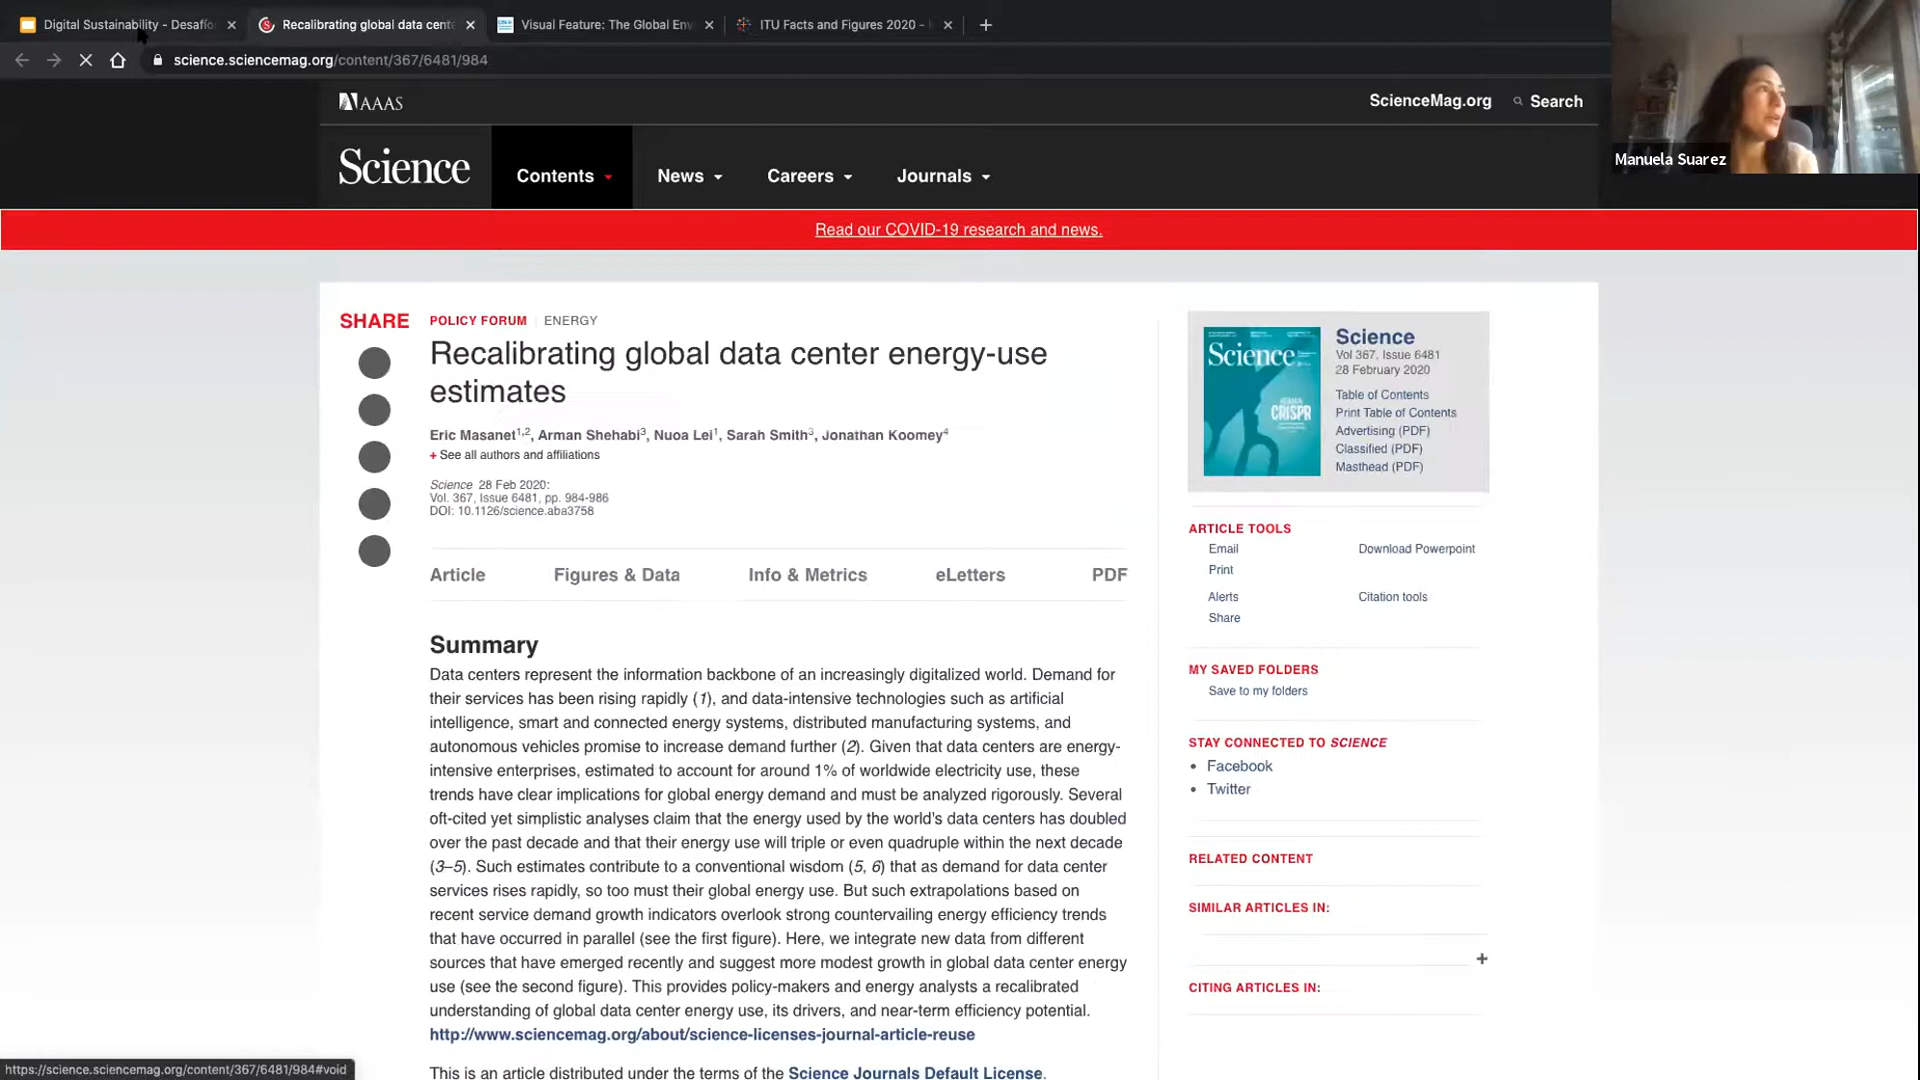 Digital Sustainability - Desafío
Recalibrating global data cente
Visual Feature: The Global Env
ITU Facts and Figures 2020 -
science.sciencemag.org/content/367/6481/984
Manuela Suarez
AAAS
ScienceMag.org
Search
Science
Contents
News
Careers
Journals
Read our COVID-19 research and news.
SHARE
POLICY FORUM ENERGY
Recalibrating global data center energy-use
estimates
Eric Masanet1,2, Arman Shehabi3, Nuoa Lei1, Sarah Smith3, Jonathan Koomey4
+ See all authors and affiliations
Science 28 Feb 2020:
Vol. 367, Issue 6481, pp. 984-986
DOI: 10.1126/science.aba3758
Article
Figures & Data
Info & Metrics
eLetters
PDF
Summary
Data centers represent the information backbone of an increasingly digitalized world. Demand for
their services has been rising rapidly (1), and data-intensive technologies such as artificial
intelligence, smart and connected energy systems, distributed manufacturing systems, and
autonomous vehicles promise to increase demand further (2). Given that data centers are energy-
intensive enterprises, estimated to account for around 1% of worldwide electricity use, these
trends have clear implications for global energy demand and must be analyzed rigorously. Several
oft-cited yet simplistic analyses claim that the energy used by the world's data centers has doubled
over the past decade and that their energy use will triple or even quadruple within the next decade
(3–5). Such estimates contribute to a conventional wisdom (5, 6) that as demand for data center
services rises rapidly, so too must their global energy use. But such extrapolations based on
recent service demand growth indicators overlook strong countervailing energy efficiency trends
that have occurred in parallel (see the first figure). Here, we integrate new data from different
sources that have emerged recently and suggest more modest growth in global data center energy
use (see the second figure). This provides policy-makers and energy analysts a recalibrated
understanding of global data center energy use, its drivers, and near-term efficiency potential.
http://www.sciencemag.org/about/science-licenses-journal-article-reuse
This is an article distributed under the terms of the Science Journals Default License.
Science
CRISPR
Science
Vol 367, Issue 6481
28 February 2020
Table of Contents
Print Table of Contents
Advertising (PDF)
Classified (PDF)
Masthead (PDF)
ARTICLE TOOLS
Email
Download Powerpoint
Print
Alerts
Citation tools
Share
MY SAVED FOLDERS
Save to my folders
STAY CONNECTED TO SCIENCE
Facebook
Twitter
RELATED CONTENT
SIMILAR ARTICLES IN:
+
CITING ARTICLES IN:
https://science.sciencemag.org/content/367/6481/984#void